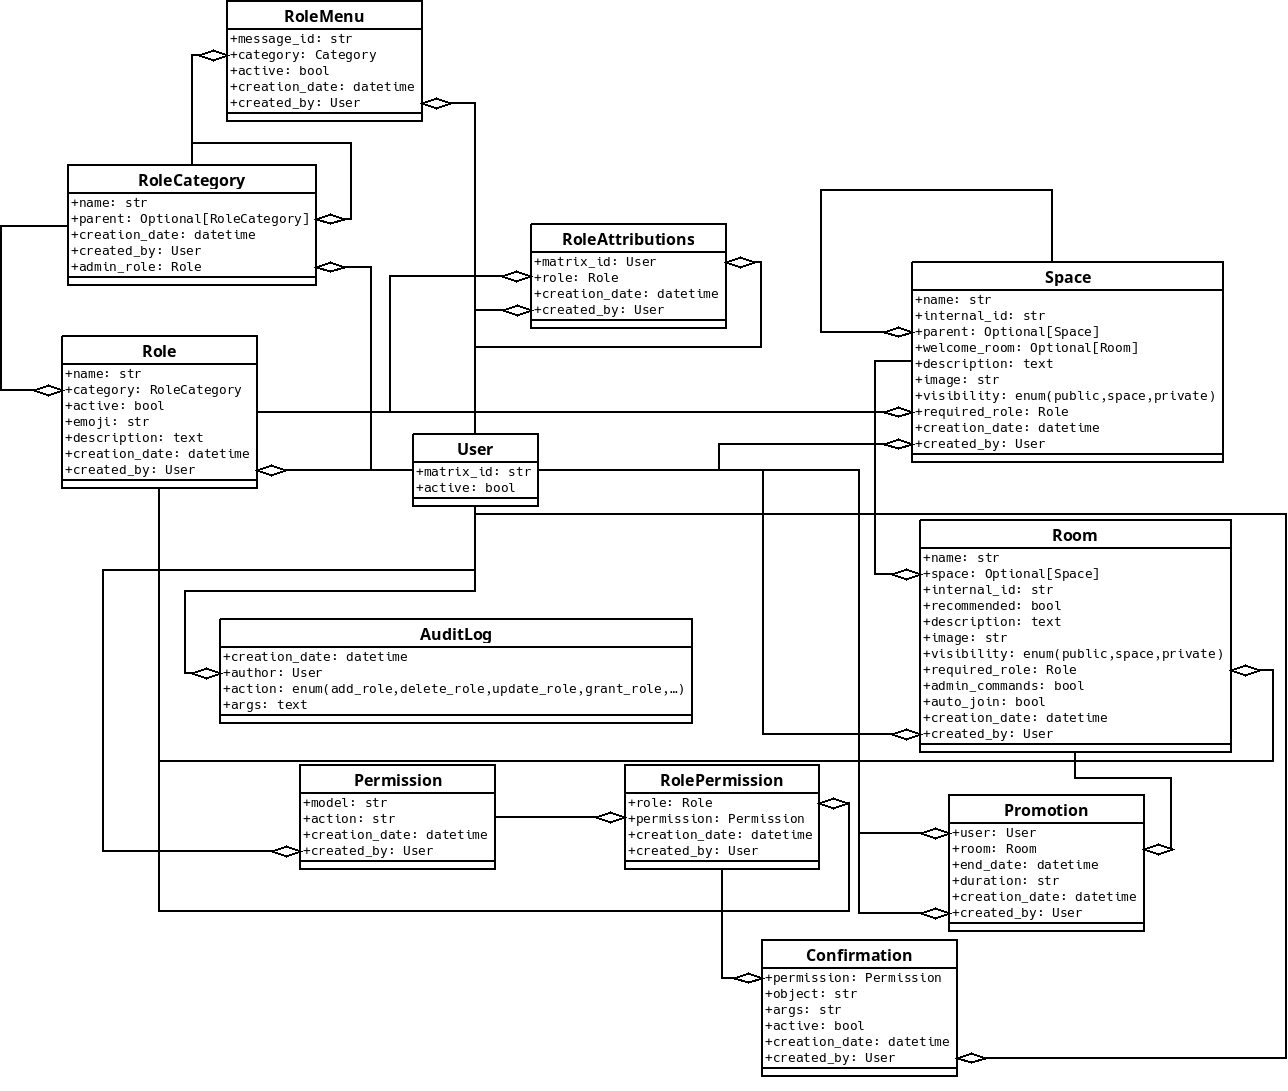 RoleMenu
+message_id: str
+category: Category
+active: bool
+creation_date: datetime
+created_by: User
RoleCategory
+name: str
+parent: Optional[RoleCategory]
+creation_date: datetime
+created_by: User
+admin_role: Role
RoleAttributions
+matrix_id: User
+role: Role
+creation_date: datetime
+created_by: User
Space
+name: str
+internal_id: str
+parent: Optional[Space]
+welcome_room: Optional[Room]
+description: text
+image: str
+visibility: enum(public,space,private)
+required_role: Role
+creation_date: datetime
+created_by: User
Role
+name: str
+category: RoleCategory
+active: bool
+emoji: str
+description: text
+creation_date: datetime
+created_by: User
User
+matrix_id: str
+active: bool
Room
+name: str
+space: Optional[Space]
+internal_id: str
+recommended: bool
+description: text
+image: str
+visibility: enum(public,space,private)
+required_role: Role
+admin_commands: bool
+auto_join: bool
+creation_date: datetime
+created_by: User
AuditLog
+creation_date: datetime
+author: User
+action: enum(add_role,delete_role,update_role,grant_role,…)
+args: text
Permission
+model: str
+action: str
+creation_date: datetime
+created_by: User
RolePermission
+role: Role
+permission: Permission
+creation_date: datetime
+created_by: User
Promotion
+user: User
+room: Room
+end_date: datetime
+duration: str
+creation_date: datetime
+created_by: User
Confirmation
+permission: Permission
+object: str
+args: str
+active: bool
+creation_date: datetime
+created_by: User